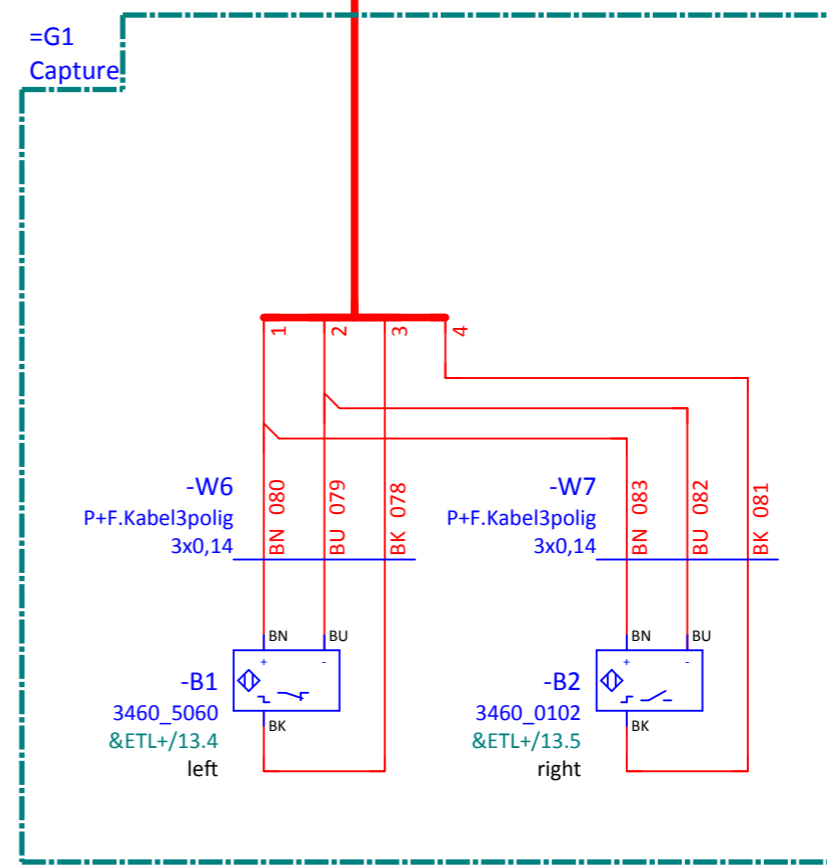 =G1
Capture
1
2
3
4
-W6
P+F.Kabel3polig
3x0,14
BN 080
BU 079
BK 078
-W7
P+F.Kabel3polig
3x0,14
BN 083
BU 082
BK 081
BN
BU
+
-
BK
-B1
3460_5060
&ETL+/13.4
left
BN
BU
+
-
BK
-B2
3460_0102
&ETL+/13.5
right